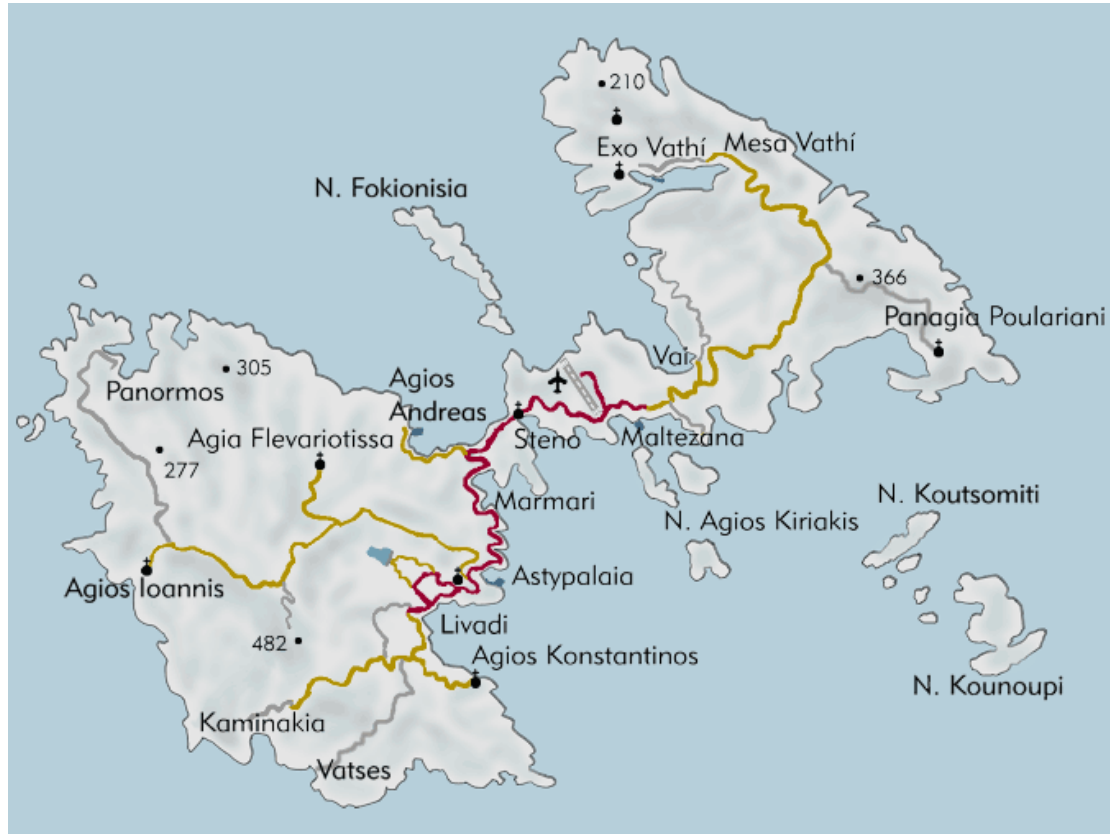 210
Exo Vathí
Mesa Vathí
N. Fokionisia
366
Panagia Poulariani
Vai
305
Panormos
Agios
Andreas
Steno
Maltezana
Agia Flevariotissa
277
Marmari
N. Agios Kiriakis
N. Koutsomiti
Agios Ioannis
Astypalaia
Livadi
482
Agios Konstantinos
N. Kounoupi
Kaminakia
Vatses